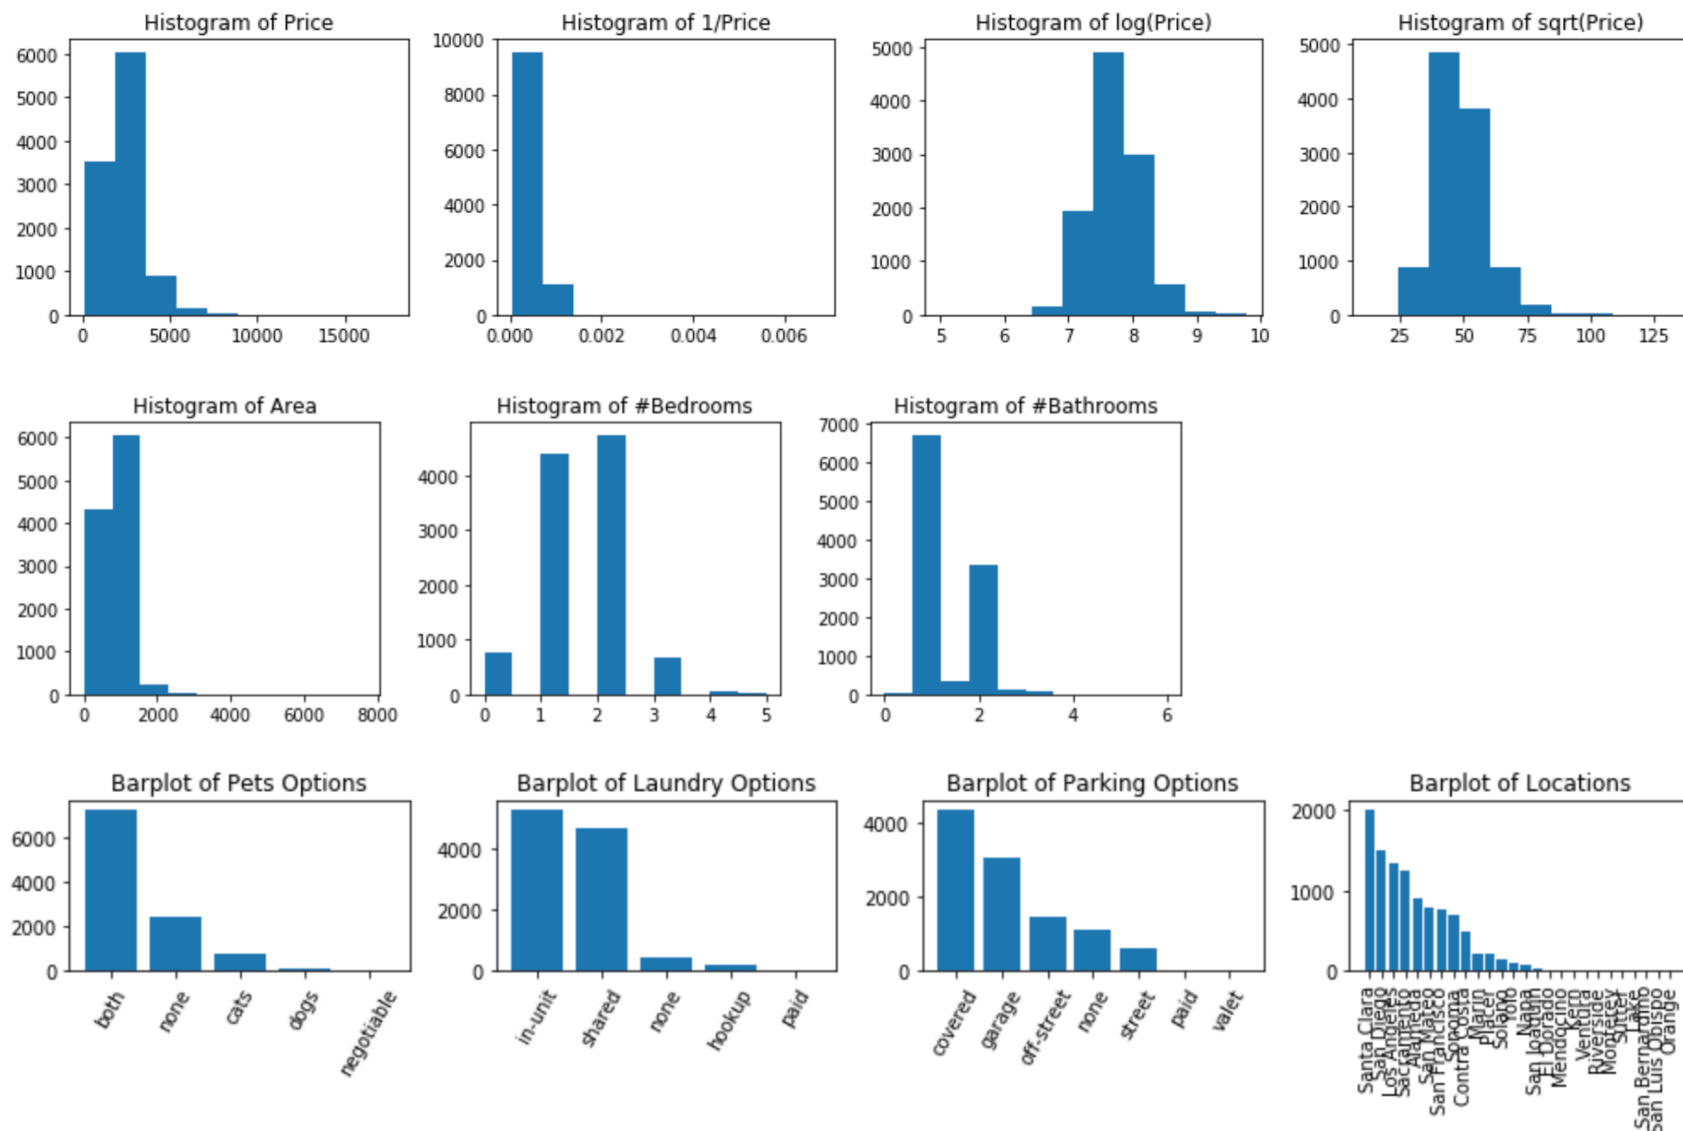 Histogram of Price
6000
5000
4000
3000
2000
1000
0
0 5000 10000 15000
Histogram of 1/Price
10000
8000
6000
4000
2000
0
0.000 0.002 0.004 0.006
Histogram of log(Price)
5000
4000
3000
2000
1000
0
5 6 7 8 9 10
Histogram of sqrt(Price)
5000
4000
3000
2000
1000
0
25 50 75 100 125
Histogram of Area
6000
5000
4000
3000
2000
1000
0
0 2000 4000 6000 8000
Histogram of #Bedrooms
4000
3000
2000
1000
0
0 1 2 3 4 5
Histogram of #Bathrooms
7000
6000
5000
4000
3000
2000
1000
0
0 2 4 6
Barplot of Pets Options
6000
4000
2000
0
both
none
cats
dogs
negotiable
Barplot of Laundry Options
4000
2000
0
in-unit
shared
none
hookup
paid
Barplot of Parking Options
4000
2000
0
covered
garage
off-street
none
street
paid
valet
Barplot of Locations
2000
1000
0
Santa Clara
San Diego
Los Angeles
Sacramento
Alameda
San Mateo
San Francisco
Sonoma
Contra Costa
Marin
Placer
Solano
Yolo
Napa
San Joaquin
El Dorado
Mendocino
Kern
Ventura
Riverside
Monterey
Sutter
Lake
San Bernardino
San Luis Obispo
Orange